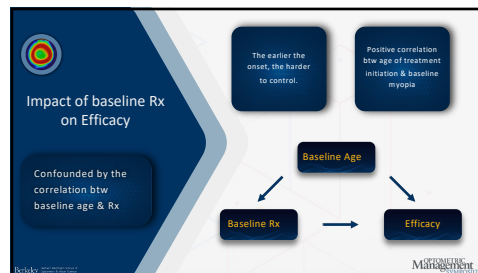 Impact of baseline Rx
on Efficacy
Confounded by the
correlation btw
baseline age & Rx
The earlier the
onset, the harder
to control.
Positive correlation
btw age of treatment
initiation & baseline
myopia
Baseline Age
Baseline Rx
Efficacy
Berkeley
OPTOMETRIC
Management
SYMPOSIUM